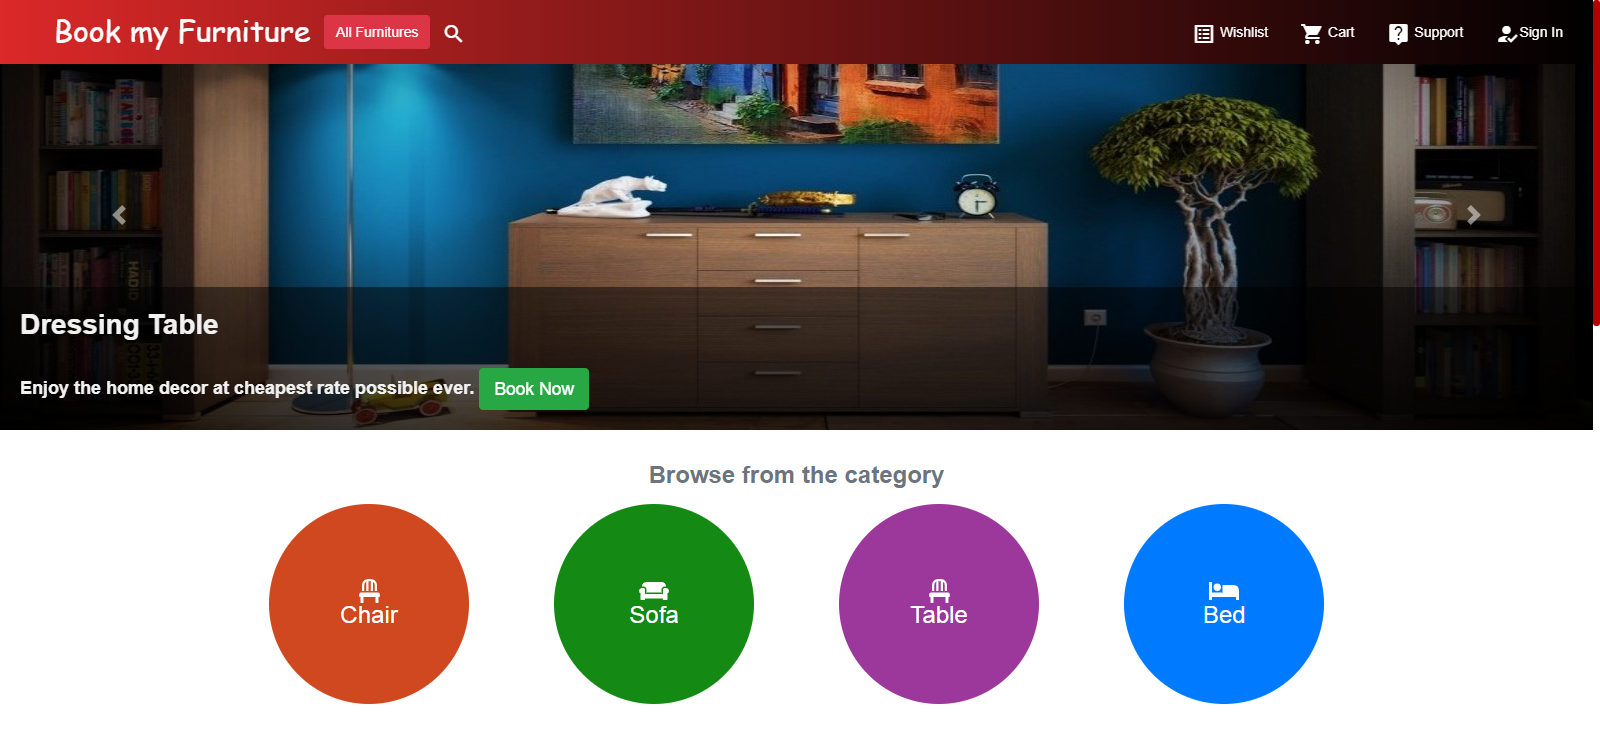 Book my Furniture
All Furnitures
Wishlist
Cart
Support
Sign In
Dressing Table
Enjoy the home decor at cheapest rate possible ever. Book Now
Browse from the category
Chair
Sofa
Table
Bed